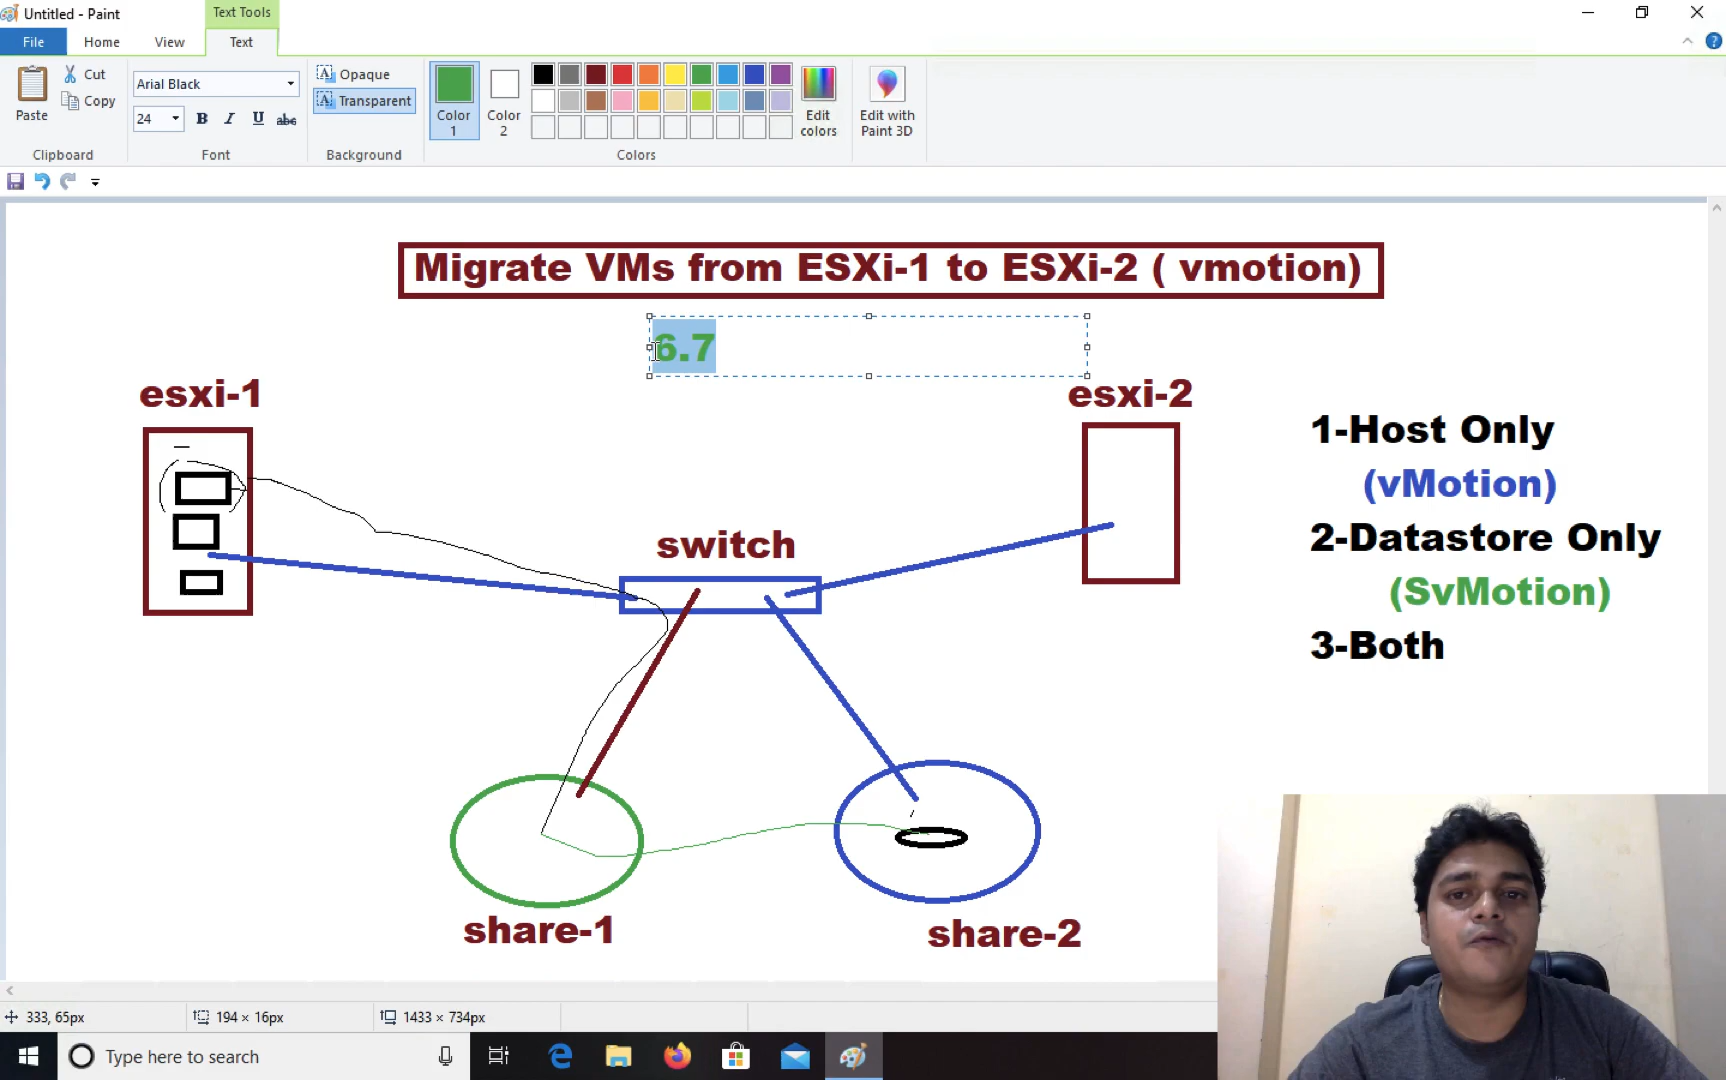 Untitled - Paint
Text Tools
File
Home
View
Text
Paste
Cut
Copy
Clipboard
Arial Black
24
B I U abc
Font
Opaque
Transparent
Background
Color 1
Color 2
Edit colors
Colors
Edit with Paint 3D
Migrate VMs from ESXi-1 to ESXi-2 ( vmotion)
6.7
esxi-1
esxi-2
1-Host Only
(vMotion)
2-Datastore Only
(SvMotion)
3-Both
switch
share-1
share-2
333, 65px
194 × 16px
1433 × 734px
Type here to search